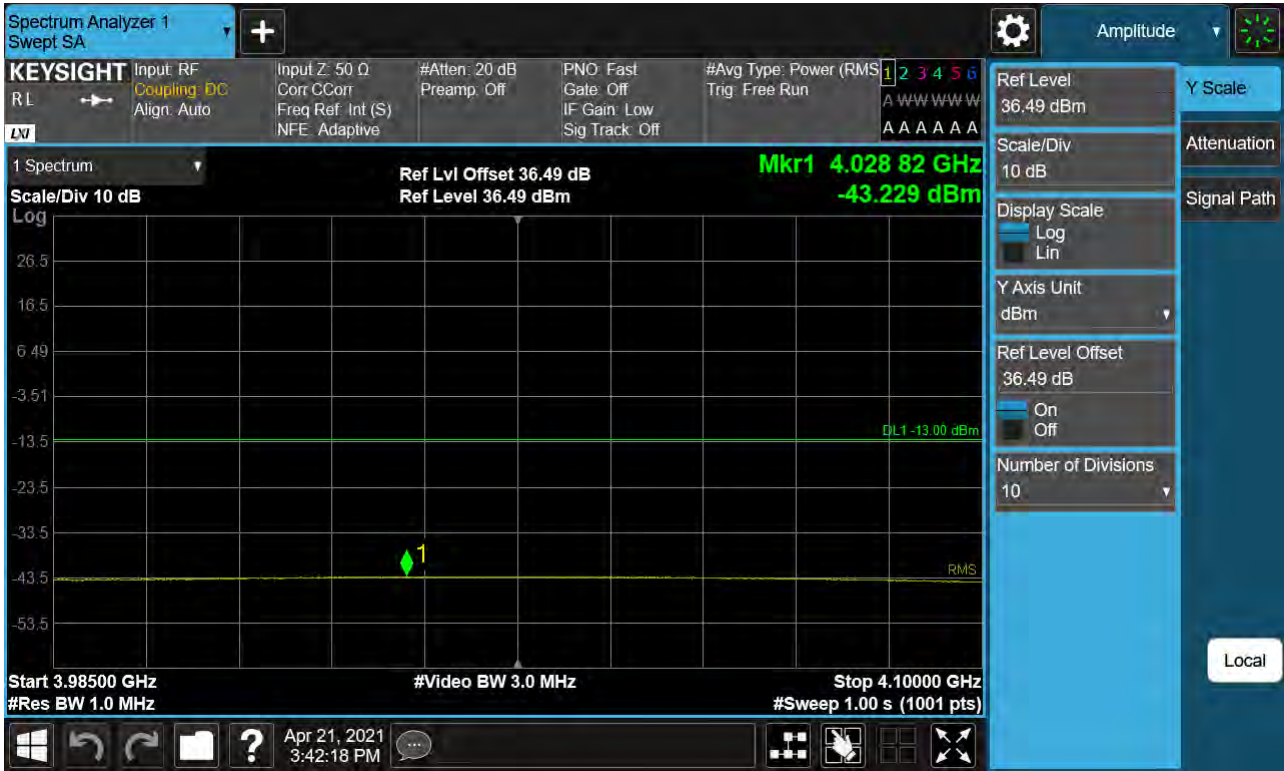 Spectrum Analyzer 1
Swept SA
+
Amplitude
KEYSIGHT
RL
LXI
Input: RF
Coupling: DC
Align: Auto
Input Z: 50 Ω
Corr CCorr
Freq Ref: Int (S)
NFE: Adaptive
#Atten: 20 dB
Preamp: Off
PNO: Fast
Gate: Off
IF Gain: Low
Sig Track: Off
#Avg Type: Power (RMS
Trig: Free Run
1 2 3 4 5 6
A W W W W W
A A A A A A
1 Spectrum
Scale/Div 10 dB
Log
Ref Lvl Offset 36.49 dB
Ref Level 36.49 dBm
Mkr1 4.028 82 GHz
-43.229 dBm
26.5
16.5
6.49
-3.51
-13.5
-23.5
-33.5
-43.5
-53.5
DL1 -13.00 dBm
1
RMS
Start 3.98500 GHz
#Res BW 1.0 MHz
#Video BW 3.0 MHz
Stop 4.10000 GHz
#Sweep 1.00 s (1001 pts)
Ref Level
36.49 dBm
Scale/Div
10 dB
Display Scale
Log
Lin
Y Axis Unit
dBm
Ref Level Offset
36.49 dB
On
Off
Number of Divisions
10
Y Scale
Attenuation
Signal Path
Local
?
Apr 21, 2021
3:42:18 PM